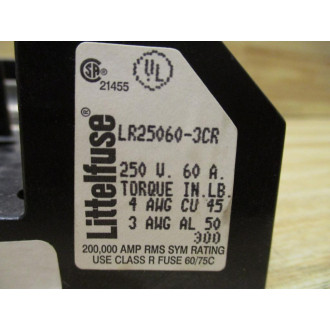 SA
UL
21455
Littelfuse®
LR25060-3CR
250 V. 60 A.
TORQUE IN.LB.
4 AWG CU 45
3 AWG AL 50
300
200,000 AMP RMS SYM RATING
USE CLASS R FUSE 60/75C